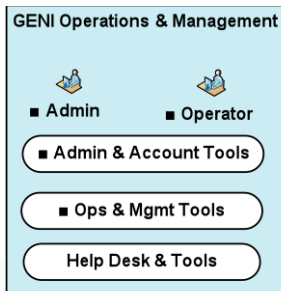 GENI Operations & Management
■ Admin
■ Operator
■ Admin & Account Tools
■ Ops & Mgmt Tools
Help Desk & Tools